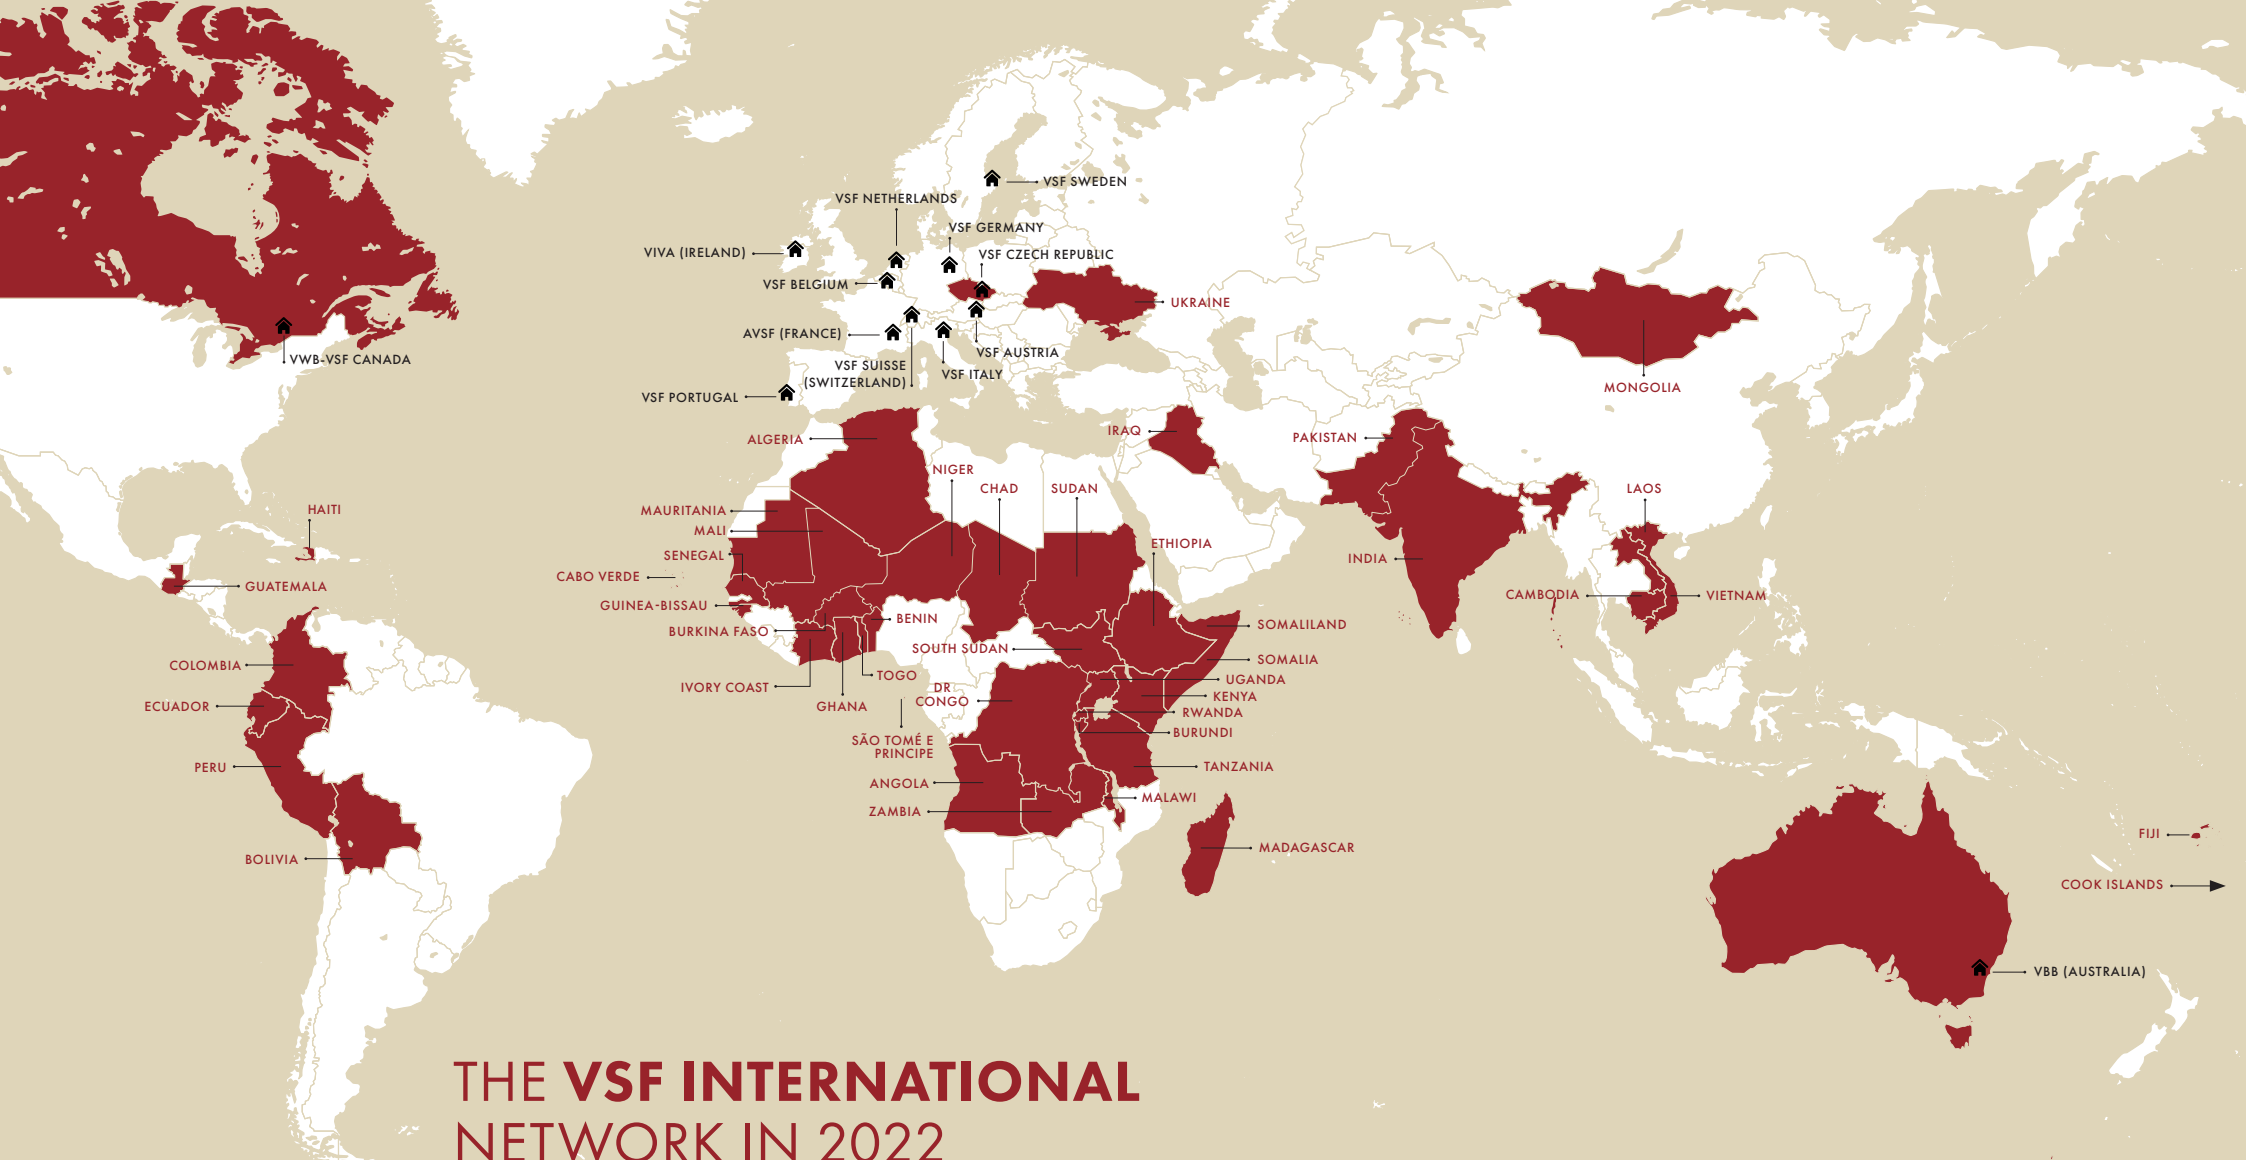 VSF SWEDEN
VSF NETHERLANDS
VSF GERMANY
VIVA (IRELAND)
VSF CZECH REPUBLIC
VSF BELGIUM
UKRAINE
AVSF (FRANCE)
VSF AUSTRIA
VWB-VSF CANADA
VSF SUISSE
(SWITZERLAND)
VSF ITALY
VSF PORTUGAL
MONGOLIA
ALGERIA
IRAQ
PAKISTAN
NIGER
CHAD
SUDAN
LAOS
HAITI
MAURITANIA
MALI
SENEGAL
ETHIOPIA
INDIA
CABO VERDE
GUATEMALA
GUINEA-BISSAU
CAMBODIA
VIETNAM
BURKINA FASO
BENIN
SOMALILAND
SOUTH SUDAN
SOMALIA
COLOMBIA
TOGO
UGANDA
IVORY COAST
DR
CONGO
KENYA
ECUADOR
GHANA
RWANDA
BURUNDI
SÃO TOMÉ E
PRINCIPE
PERU
TANZANIA
ANGOLA
MALAWI
ZAMBIA
FIJI
BOLIVIA
MADAGASCAR
COOK ISLANDS
VBB (AUSTRALIA)
THE VSF INTERNATIONAL
NETWORK IN 2022